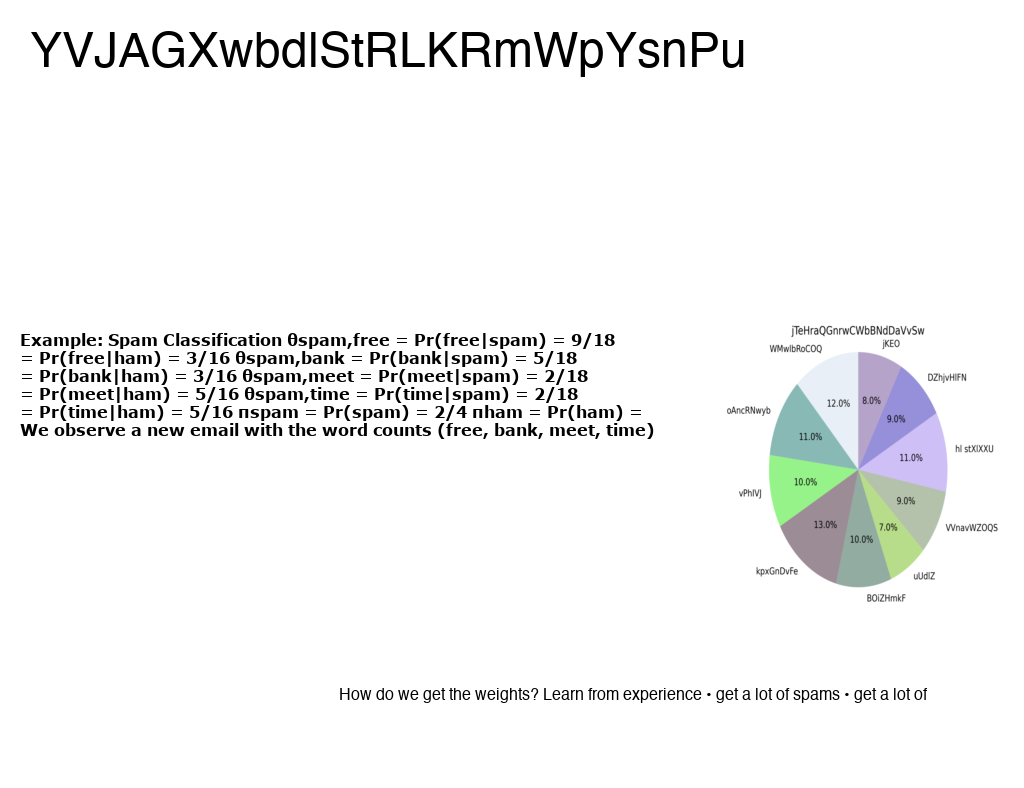 YVJAGXwbdlStRLKRmWpYsnPu
Example: Spam Classification θspam,free = Pr(free|spam) = 9/18
= Pr(free|ham) = 3/16 θspam,bank = Pr(bank|spam) = 5/18
= Pr(bank|ham) = 3/16 θspam,meet = Pr(meet|spam) = 2/18
= Pr(meet|ham) = 5/16 θspam,time = Pr(time|spam) = 2/18
= Pr(time|ham) = 5/16 πspam = Pr(spam) = 2/4 πham = Pr(ham) =
We observe a new email with the word counts (free, bank, meet, time)
jTeHraQGnrwCWbBNdDaVvSw
jKEO
WMwlbRoCOQ
DZhjvHIFN
12.0%
8.0%
9.0%
oAncRNwyb
11.0%
hl stXIXXU
11.0%
10.0%
vPhIVJ
9.0%
13.0%
7.0%
VVnavWZOQS
10.0%
kpxGnDvFe
uUdlZ
BOiZHmkF
How do we get the weights? Learn from experience • get a lot of spams • get a lot of